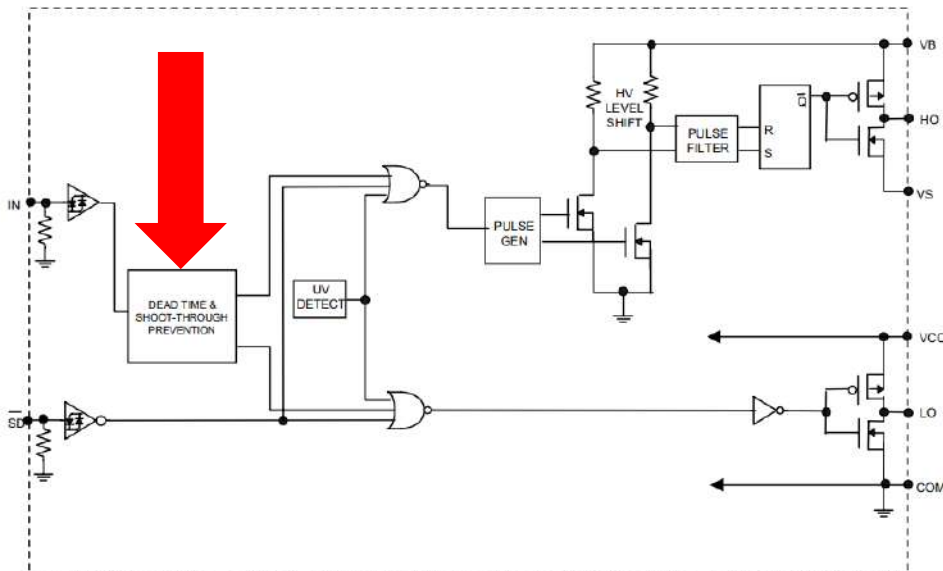 VB
HV
LEVEL
SHIFT
PULSE
FILTER
R
S
Q
HO
VS
IN
PULSE
GEN
DEAD TIME &
SHOOT-THROUGH
PREVENTION
UV
DETECT
VCC
SD
LO
COM